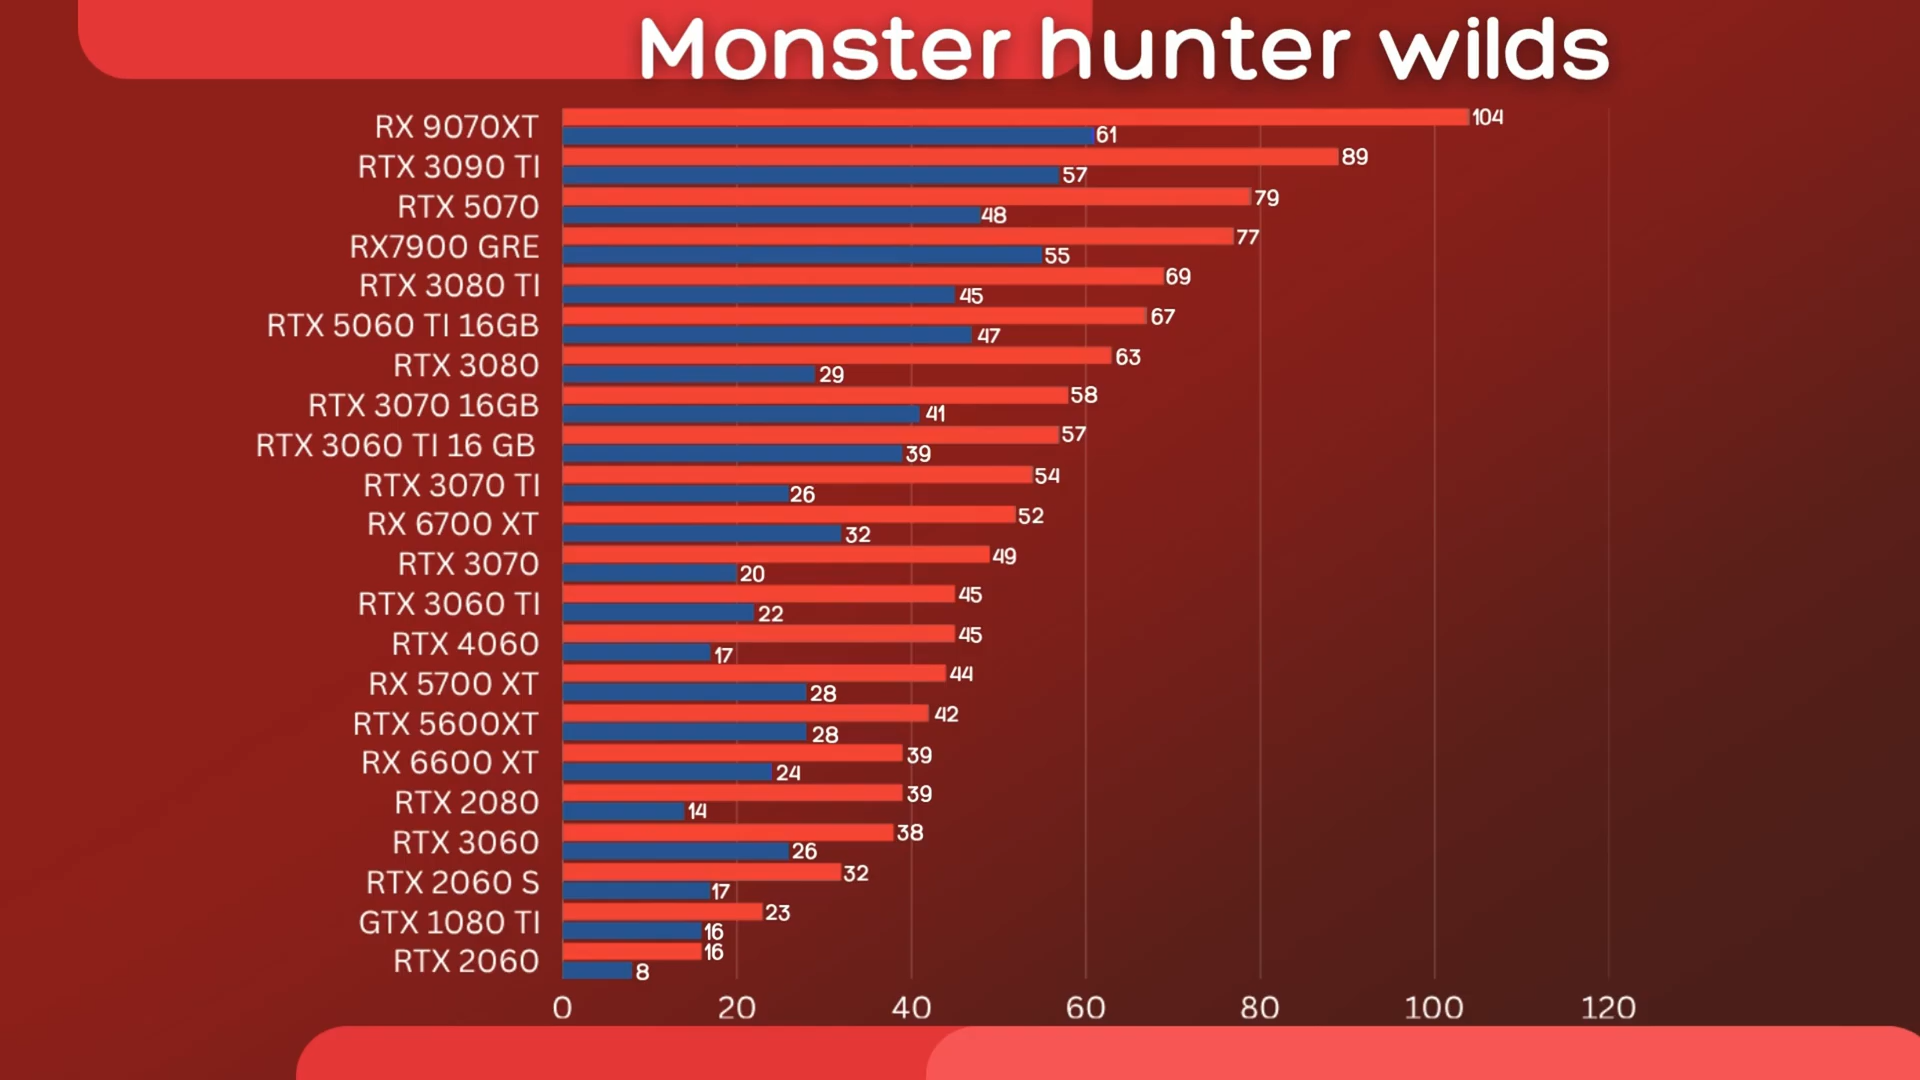 Monster hunter wilds
RX 9070XT 104
61
RTX 3090 TI 89
57
RTX 5070 79
48
RX7900 GRE 77
55
RTX 3080 TI 69
45
RTX 5060 TI 16GB 67
47
RTX 3080 63
29
RTX 3070 16GB 58
41
RTX 3060 TI 16 GB 57
39
RTX 3070 TI 54
26
RX 6700 XT 52
32
RTX 3070 49
20
RTX 3060 TI 45
22
RTX 4060 45
17
RX 5700 XT 44
28
RTX 5600XT 42
28
RX 6600 XT 39
24
RTX 2080 39
14
RTX 3060 38
26
RTX 2060 S 32
17
GTX 1080 TI 23
16
RTX 2060 16
8
0 20 40 60 80 100 120